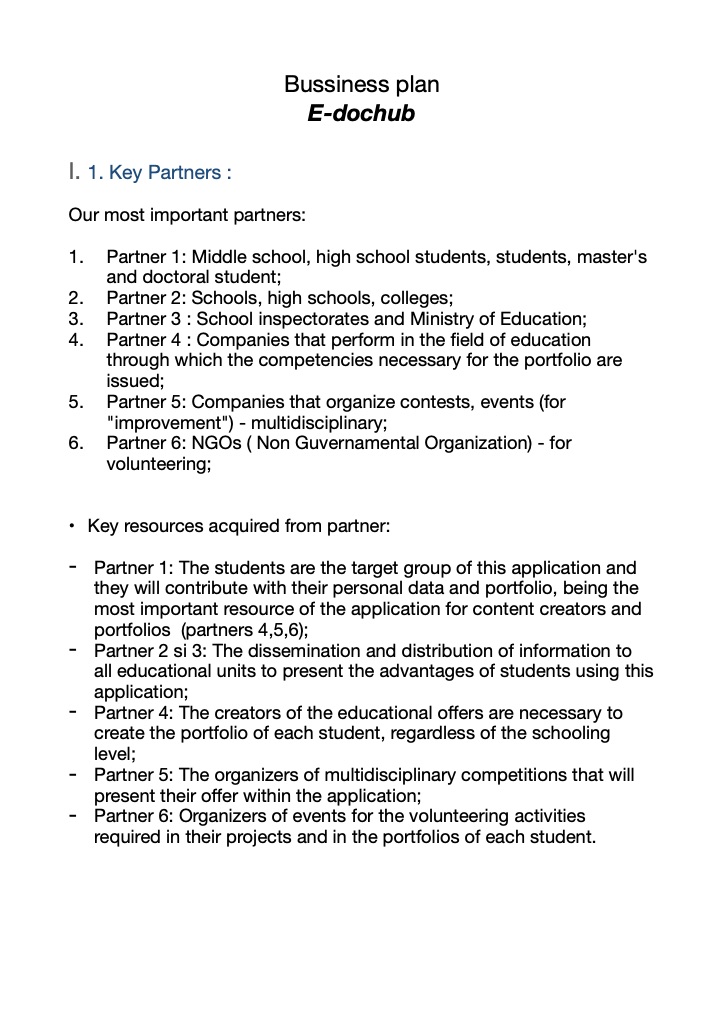 Bussiness plan
E-dochub
I. 1. Key Partners :
Our most important partners:
1. Partner 1: Middle school, high school students, students, master's
and doctoral student;
2. Partner 2: Schools, high schools, colleges;
3. Partner 3 : School inspectorates and Ministry of Education;
4. Partner 4 : Companies that perform in the field of education
through which the competencies necessary for the portfolio are
issued;
5. Partner 5: Companies that organize contests, events (for
"improvement") - multidisciplinary;
6. Partner 6: NGOs ( Non Guvernamental Organization) - for
volunteering;
• Key resources acquired from partner:
- Partner 1: The students are the target group of this application and
they will contribute with their personal data and portfolio, being the
most important resource of the application for content creators and
portfolios (partners 4,5,6);
- Partner 2 si 3: The dissemination and distribution of information to
all educational units to present the advantages of students using this
application;
- Partner 4: The creators of the educational offers are necessary to
create the portfolio of each student, regardless of the schooling
level;
- Partner 5: The organizers of multidisciplinary competitions that will
present their offer within the application;
- Partner 6: Organizers of events for the volunteering activities
required in their projects and in the portfolios of each student.